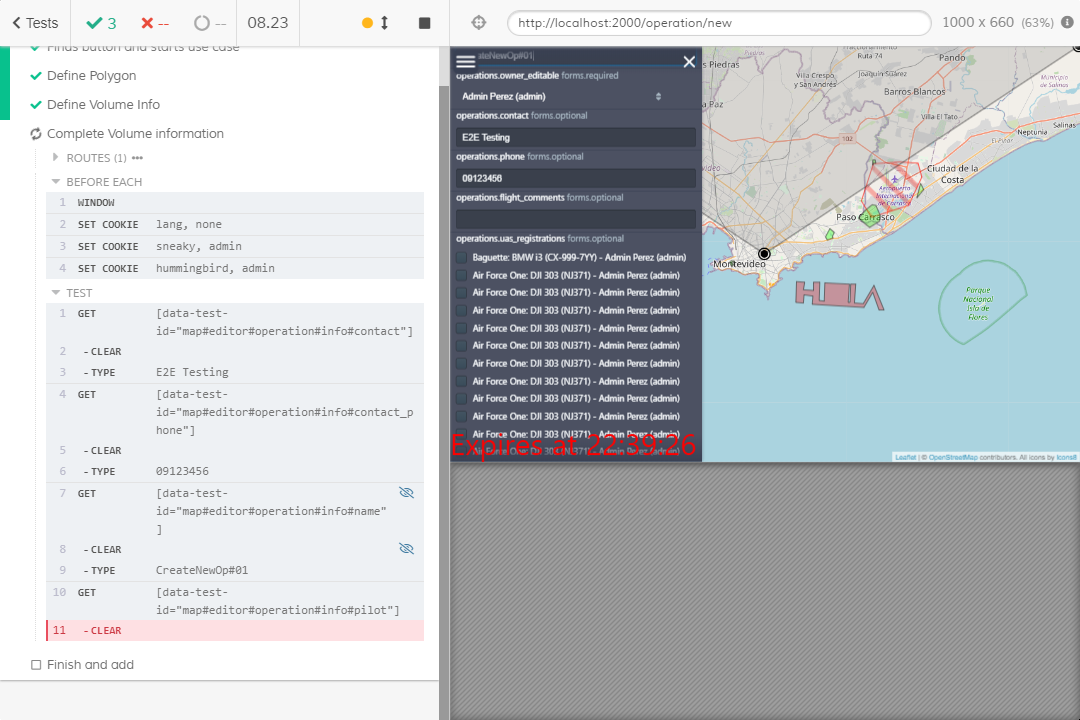 Tests
3
--
--
08.23
http://localhost:2000/operation/new
1000 x 660 (63%)
Finds button and starts use case
Define Polygon
Define Volume Info
Complete Volume information
ROUTES (1)
BEFORE EACH
1 WINDOW
2 SET COOKIE lang, none
3 SET COOKIE sneaky, admin
4 SET COOKIE hummingbird, admin
TEST
1 GET [data-test-
id="map#editor#operation#info#contact"]
2 -CLEAR
3 -TYPE E2E Testing
4 GET [data-test-
id="map#editor#operation#info#contact_p
hone"]
5 -CLEAR
6 -TYPE 09123456
7 GET [data-test-
id="map#editor#operation#info#name"
]
8 -CLEAR
9 -TYPE CreateNewOp#01
10 GET [data-test-
id="map#editor#operation#info#pilot"]
11 -CLEAR
Finish and add
ateNewOp#01
operations.owner_editable forms.required
Admin Perez (admin)
operations.contact forms.optional
E2E Testing
operations.phone forms.optional
09123456
operations.flight_comments forms.optional
operations.uas_registrations forms.optional
Baguette: BMW i3 (CX-999-7YY) - Admin Perez (admin)
Air Force One: DJI 303 (NJ371) - Admin Perez (admin)
Air Force One: DJI 303 (NJ371) - Admin Perez (admin)
Air Force One: DJI 303 (NJ371) - Admin Perez (admin)
Air Force One: DJI 303 (NJ371) - Admin Perez (admin)
Air Force One: DJI 303 (NJ371) - Admin Perez (admin)
Air Force One: DJI 303 (NJ371) - Admin Perez (admin)
Air Force One: DJI 303 (NJ371) - Admin Perez (admin)
Air Force One: DJI 303 (NJ371) - Admin Perez (admin)
Air Force One: DJI 303 (NJ371) - Admin Perez (admin)
Air Force One: DJI 303 (NJ371) - Admin Perez (admin)
Air Force One: DJI 303 (NJ371) - Admin Perez (admin)
Expires at 22:39:26
Ruta 74
Pando
s Piedras
Villa Crespo
y San Andrés
Joaquín Suárez
Barros Blancos
Municipio
de Salinas
a Paz
Villa El Tato
102
Salinas
Neptunia
El Pinar
Ciudad de la
Costa
Aeropuerto
Internacional
de Carrasco
Paso Carrasco
Montevideo
Parque
Nacional
Isla de
Flores
Leaflet | © OpenStreetMap contributors. All icons by Icons8